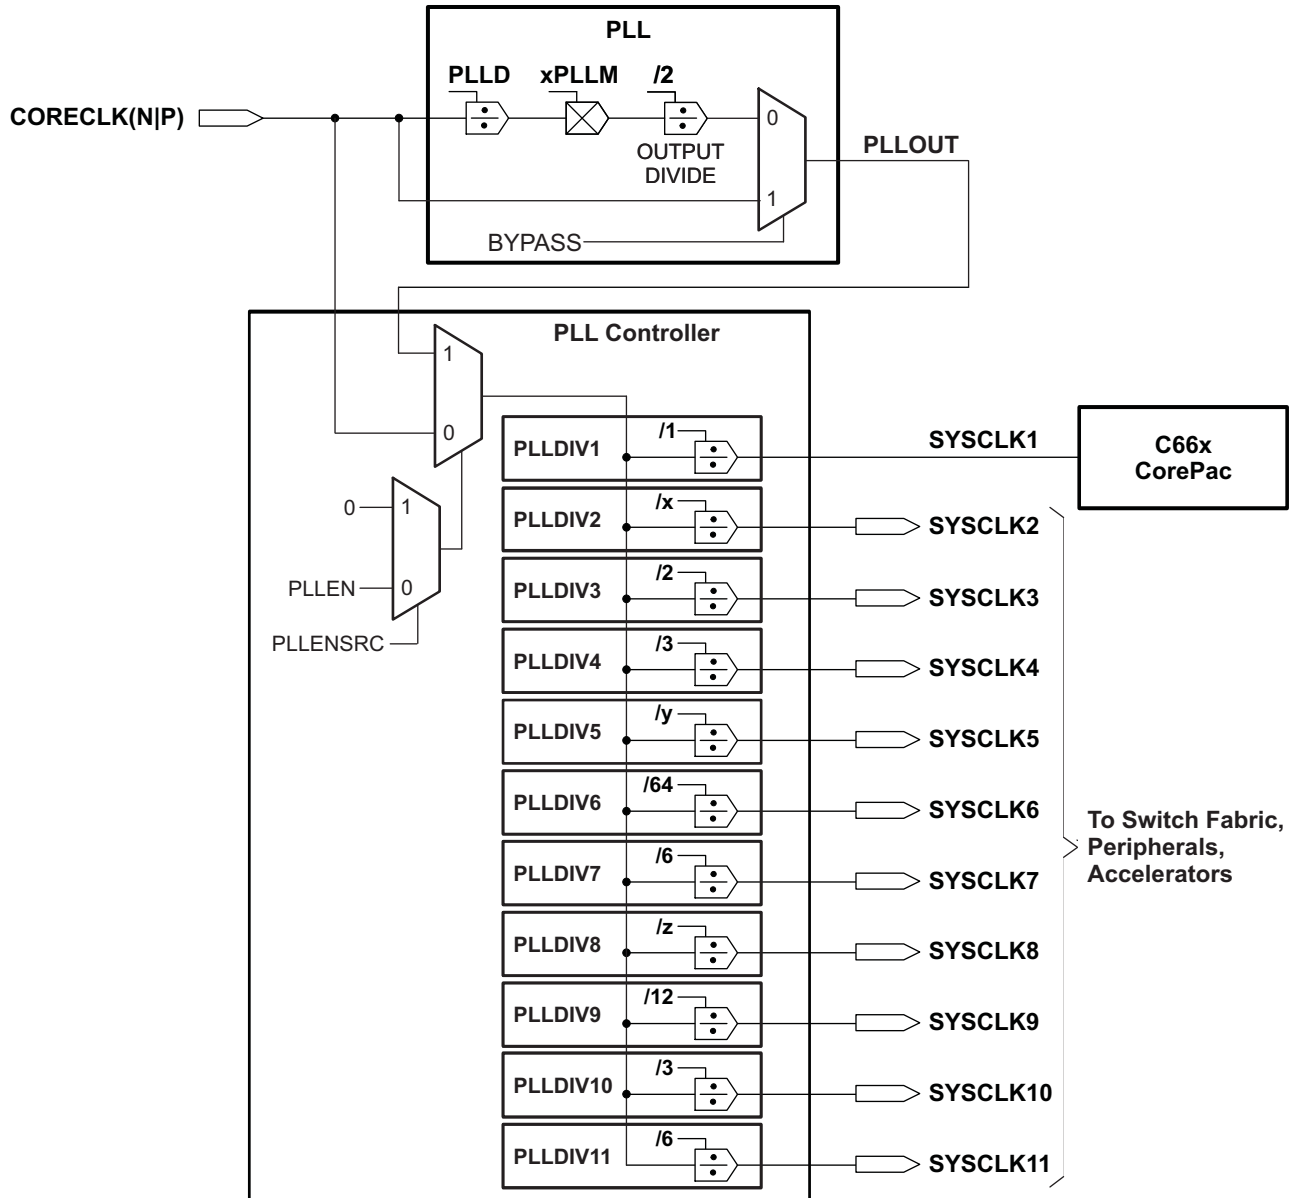 PLL
PLLD xPLLM /2
CORECLK(N|P)
0
OUTPUT
DIVIDE
PLLOUT
1
BYPASS
PLL Controller
1
0
0
1
PLLEN
0
PLLENSRC
PLLDIV1 /1 SYSCLK1
C66x
CorePac
PLLDIV2 /x SYSCLK2
PLLDIV3 /2 SYSCLK3
PLLDIV4 /3 SYSCLK4
PLLDIV5 /y SYSCLK5
PLLDIV6 /64 SYSCLK6
To Switch Fabric,
Peripherals,
Accelerators
PLLDIV7 /6 SYSCLK7
PLLDIV8 /z SYSCLK8
PLLDIV9 /12 SYSCLK9
PLLDIV10 /3 SYSCLK10
PLLDIV11 /6 SYSCLK11